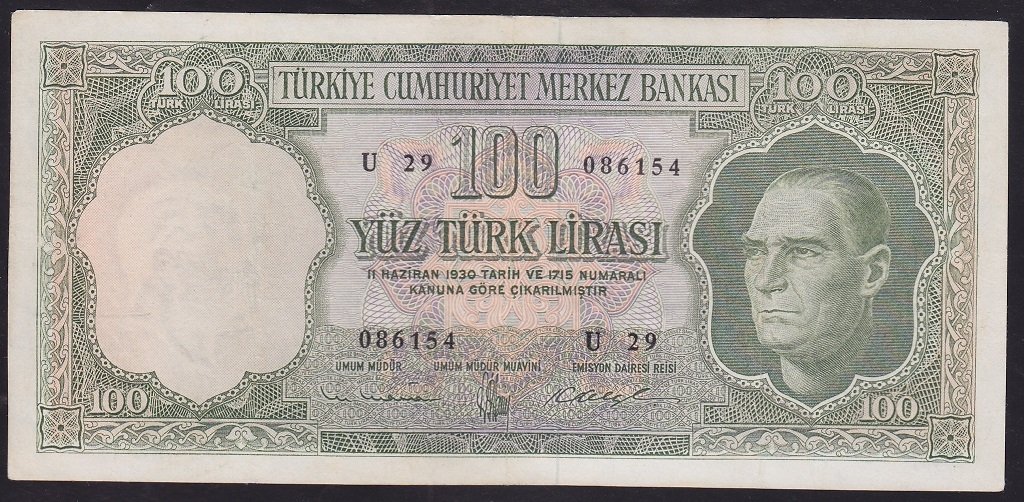 100
TÜRK LİRASI
TÜRKİYE CUMHURİYET MERKEZ BANKASI
100
TÜRK LİRASI
U 29
100
086154
YÜZ TÜRK LİRASI
11 HAZİRAN 1930 TARİH VE 1715 NUMARALI
KANUNA GÖRE ÇIKARILMIŞTIR
086154
U 29
UMUM MÜDÜR
UMUM MÜDÜR MUAVİNİ
EMİSYON DAİRESİ REİSİ
100
100